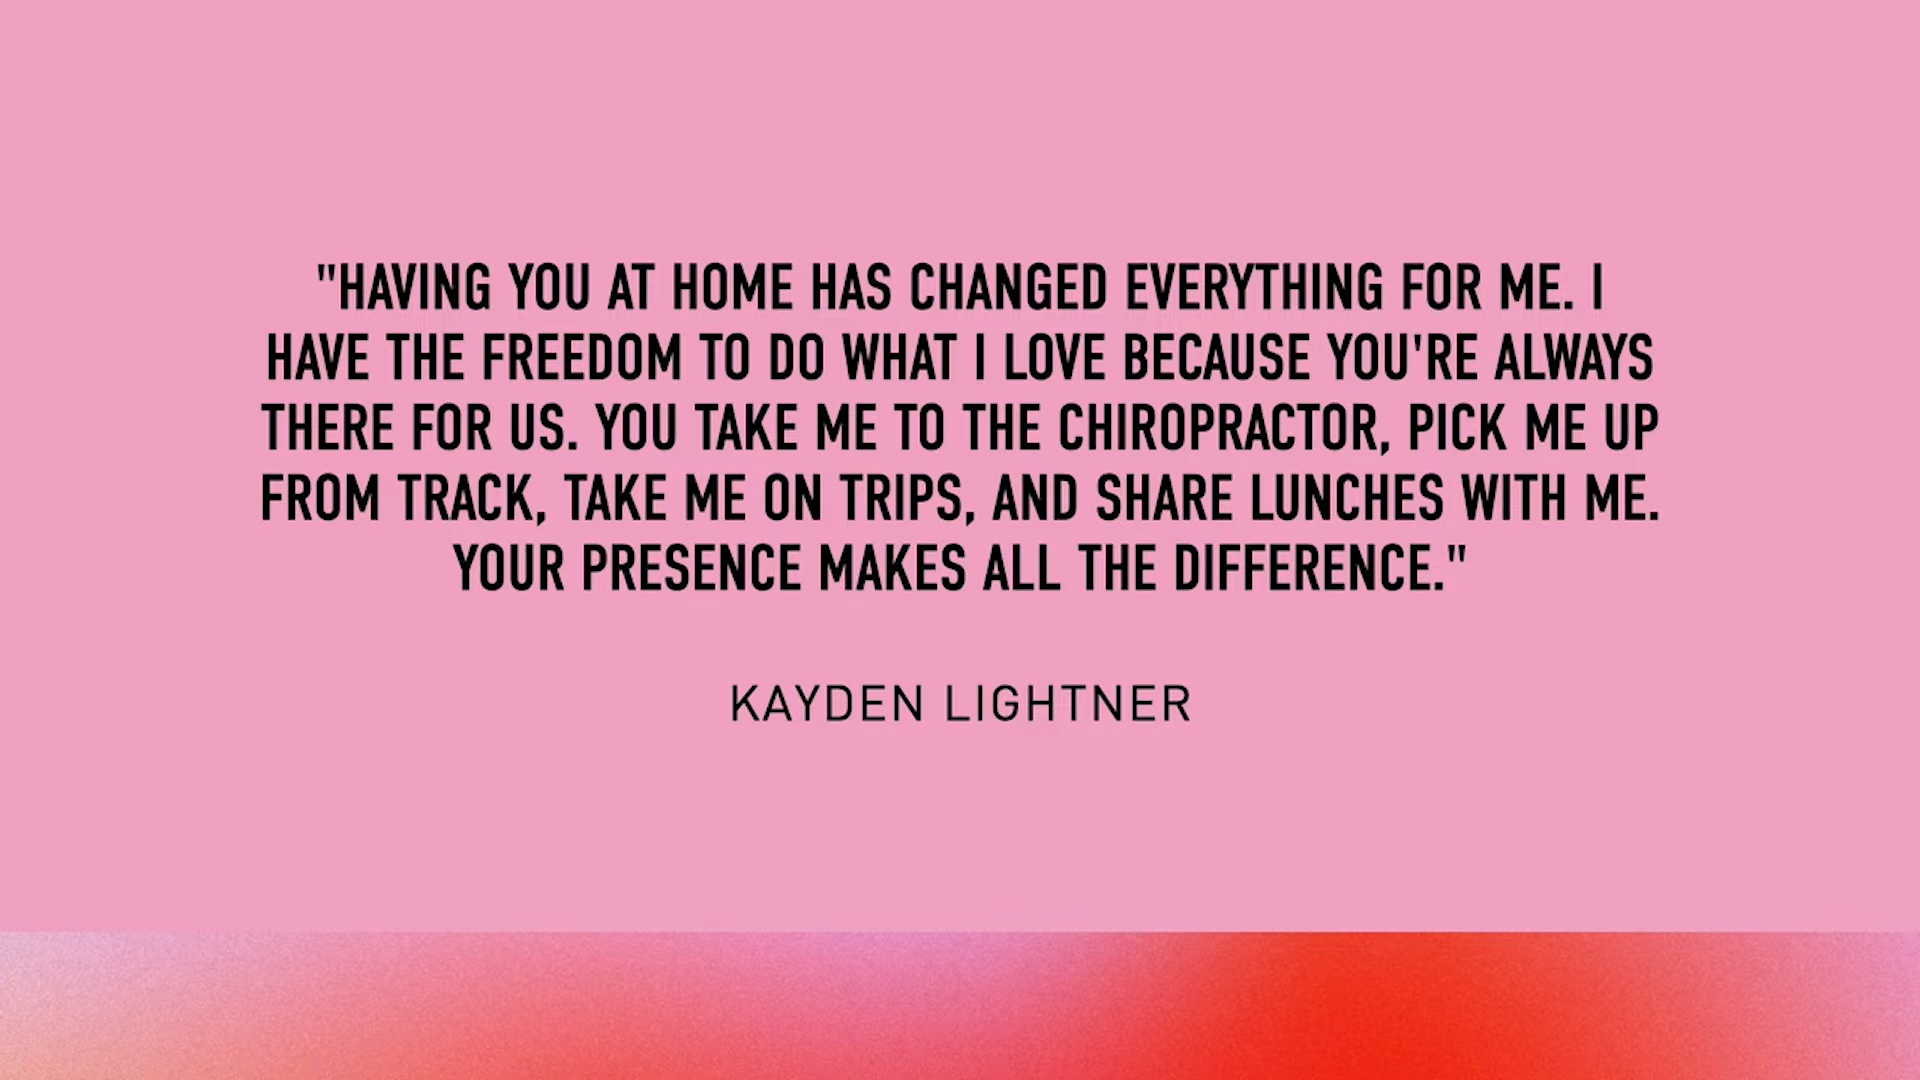 "HAVING YOU AT HOME HAS CHANGED EVERYTHING FOR ME. I
HAVE THE FREEDOM TO DO WHAT I LOVE BECAUSE YOU'RE ALWAYS
THERE FOR US. YOU TAKE ME TO THE CHIROPRACTOR, PICK ME UP
FROM TRACK, TAKE ME ON TRIPS, AND SHARE LUNCHES WITH ME.
YOUR PRESENCE MAKES ALL THE DIFFERENCE."
KAYDEN LIGHTNER